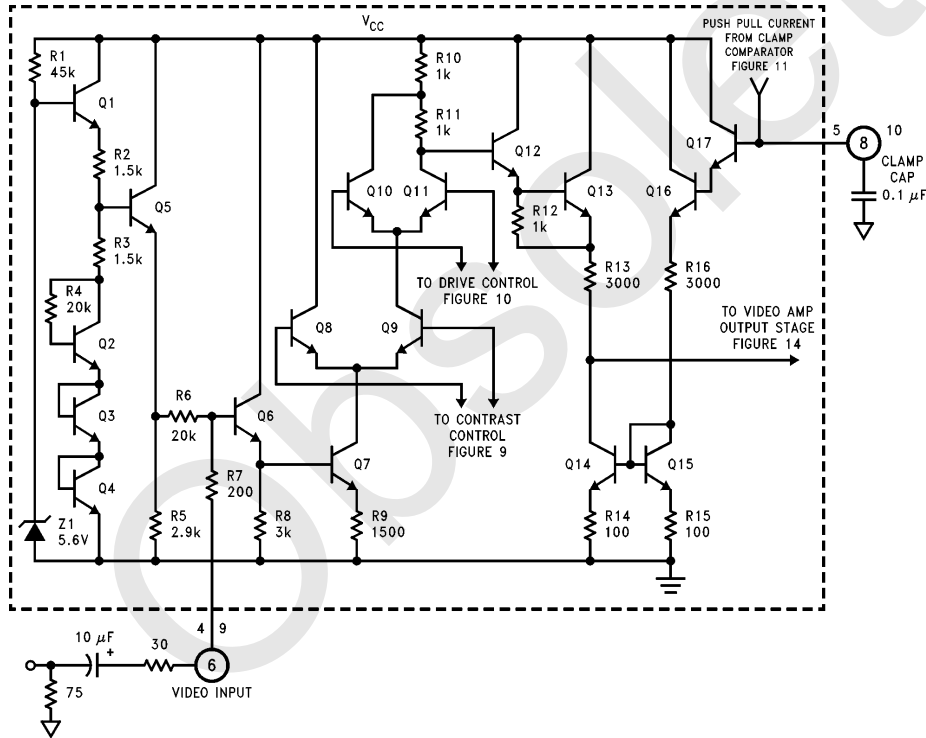 VCC
PUSH PULL CURRENT
FROM CLAMP
COMPARATOR
FIGURE 11
R1
45k
Q1
R2
1.5k
Q5
R3
1.5k
R4
20k
Q2
Q3
Q4
Z1
5.6V
R5
2.9k
R6
20k
R7
200
Q6
R8
3k
Q7
R9
1500
Q8
Q9
TO CONTRAST
CONTROL
FIGURE 9
Q10
Q11
TO DRIVE CONTROL
FIGURE 10
R10
1k
R11
1k
Q12
R12
1k
Q13
R13
3000
Q16
R16
3000
Q17
5
8
10
CLAMP
CAP
0.1 μF
TO VIDEO AMP
OUTPUT STAGE
FIGURE 14
Q14
Q15
R14
100
R15
100
4 9
6
VIDEO INPUT
10 μF
+
30
75
Obsolet